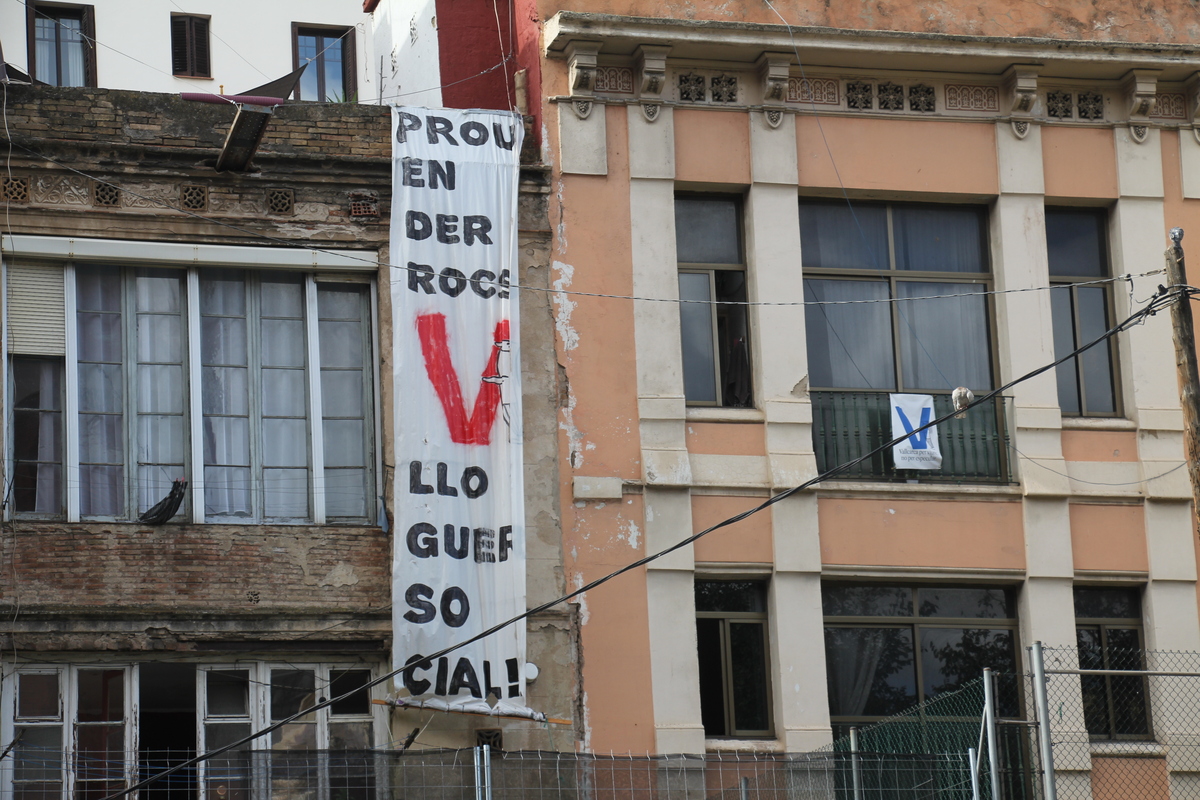 PROU
EN
DER
ROCS
V
LLO
GUER
SO
CIAL!
V